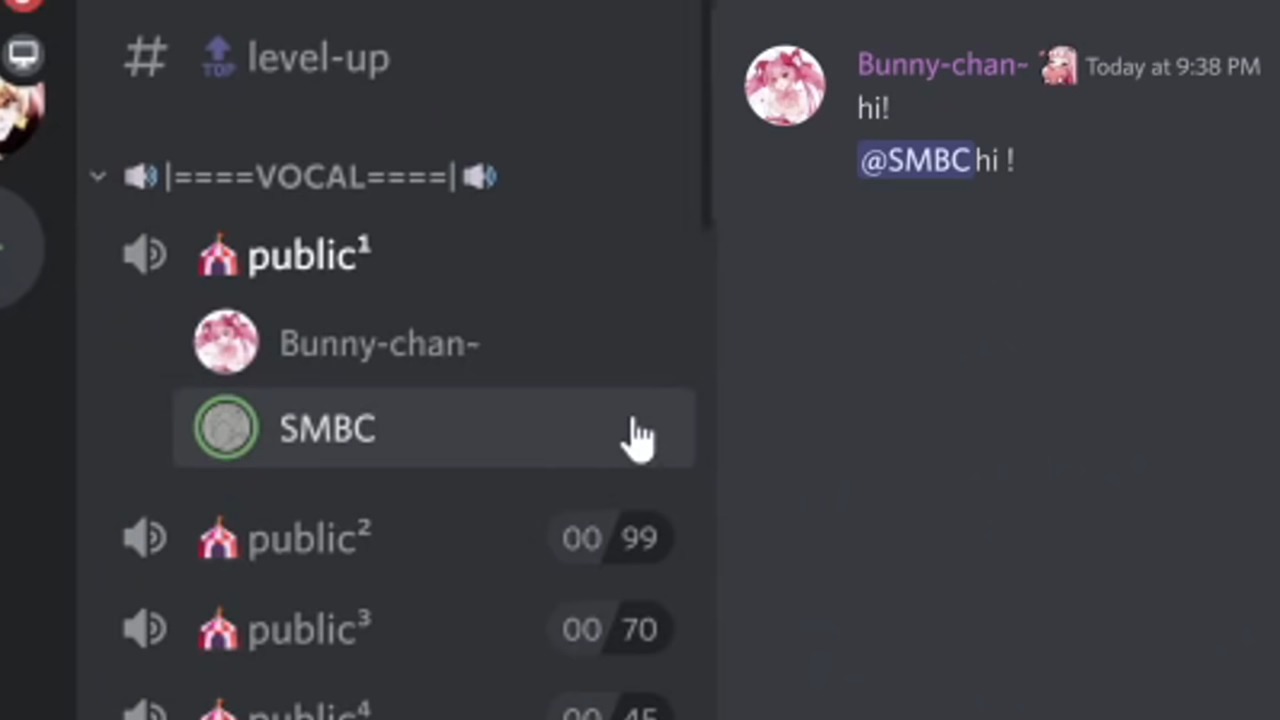 # TOP level-up
|====VOCAL====|
public¹
Bunny-chan~
SMBC
public² 00 99
public³ 00 70
public⁴ 00 45
Bunny-chan~ Today at 9:38 PM
hi!
@SMBC hi !